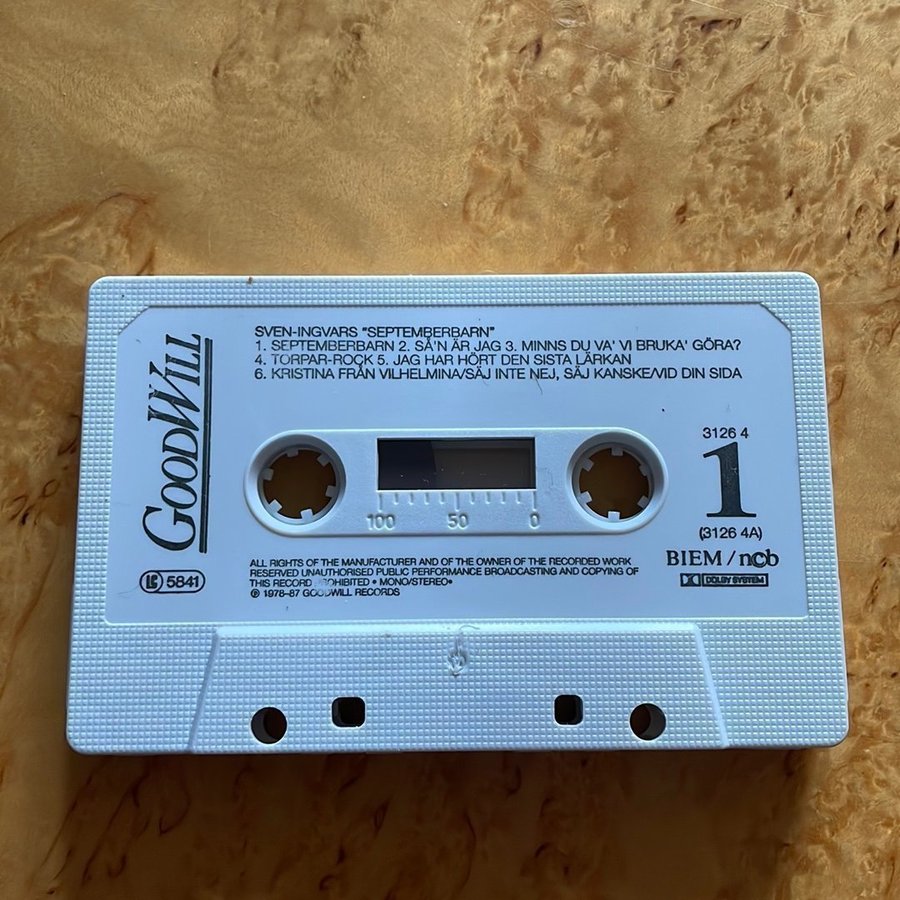 GOODWILL
LC 5841
SVEN-INGVARS "SEPTEMBERBARN"
1. SEPTEMBERBARN 2. SÅ'N ÄR JAG 3. MINNS DU VA' VI BRUKA' GÖRA?
4. TORPAR-ROCK 5. JAG HAR HÖRT DEN SISTA LÄRKAN
6. KRISTINA FRÅN VILHELMINA/SÄJ INTE NEJ, SÄJ KANSKE/VID DIN SIDA
100 50 0
3126 4
1
(3126 4A)
BIEM / ncb
DOLBY SYSTEM
ALL RIGHTS OF THE MANUFACTURER AND OF THE OWNER OF THE RECORDED WORK
RESERVED UNAUTHORISED PUBLIC PERFORMANCE BROADCASTING AND COPYING OF
THIS RECORD PROHIBITED • MONO/STEREO•
℗ 1978-87 GOODWILL RECORDS